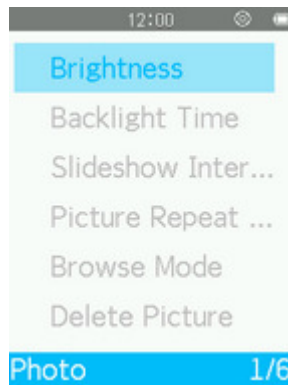 12:00
Brightness
Backlight Time
Slideshow Inter...
Picture Repeat ...
Browse Mode
Delete Picture
Photo 1/6